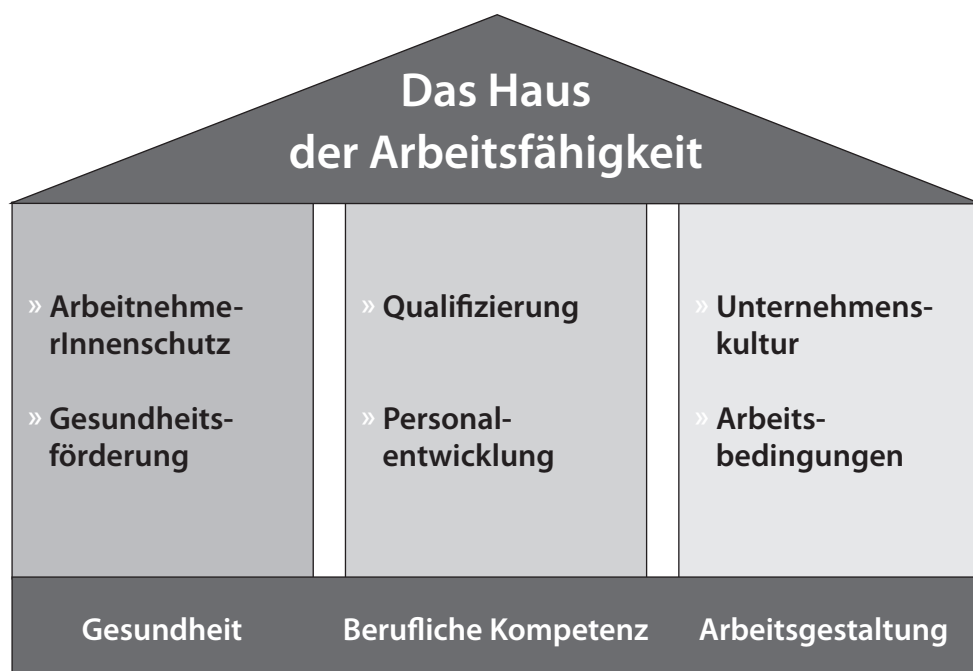 Das Haus
der Arbeitsfähigkeit
» Arbeitnehme-
rInnenschutz
» Gesundheits-
förderung
» Qualifizierung
» Personal-
entwicklung
» Unternehmens-
kultur
» Arbeits-
bedingungen
Gesundheit
Berufliche Kompetenz
Arbeitsgestaltung